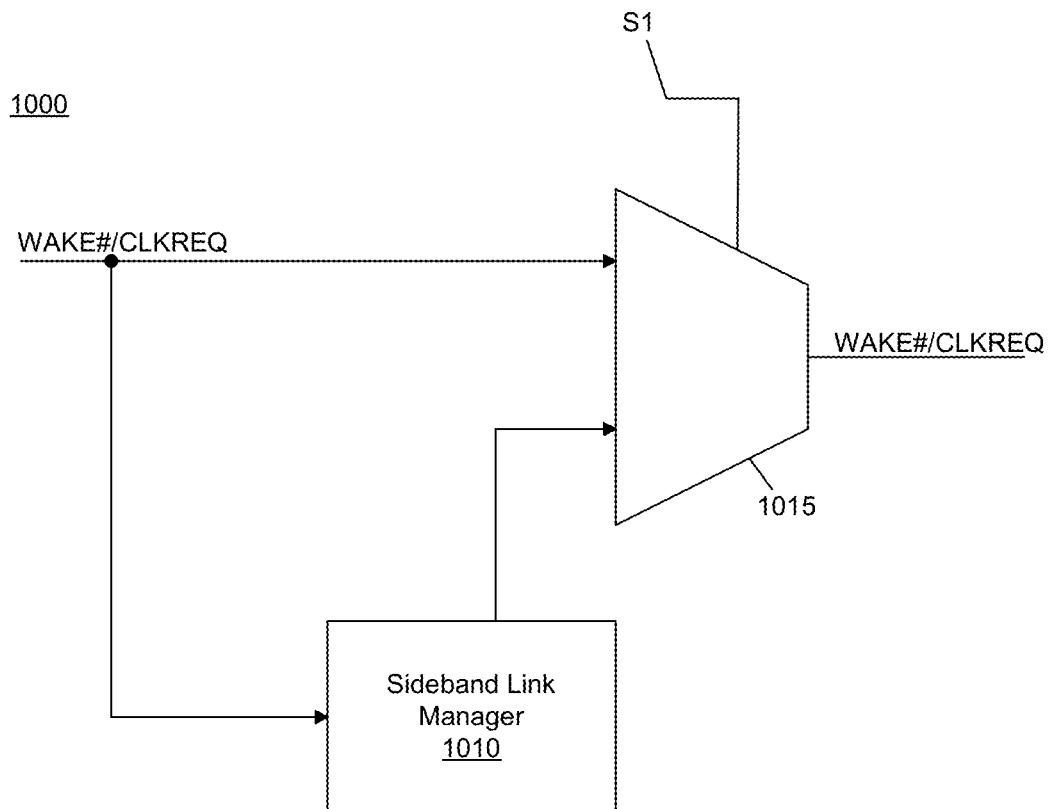 S1
1000
WAKE#/CLKREQ
WAKE#/CLKREQ
1015
Sideband Link
Manager
1010